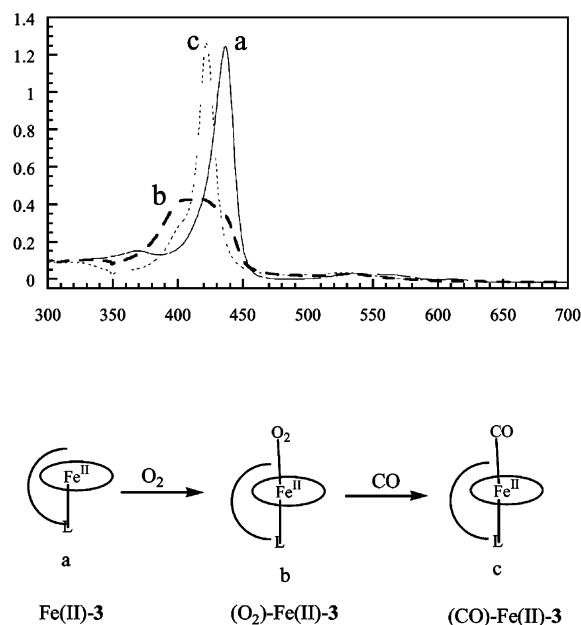 1.4
c a
1.2
1
0.8
0.6
b
0.4
0.2
0
300 350 400 450 500 550 600 650 700
O2 CO
FeII O2 FeII CO FeII
L L L
a b c
Fe(II)-3 (O2)-Fe(II)-3 (CO)-Fe(II)-3